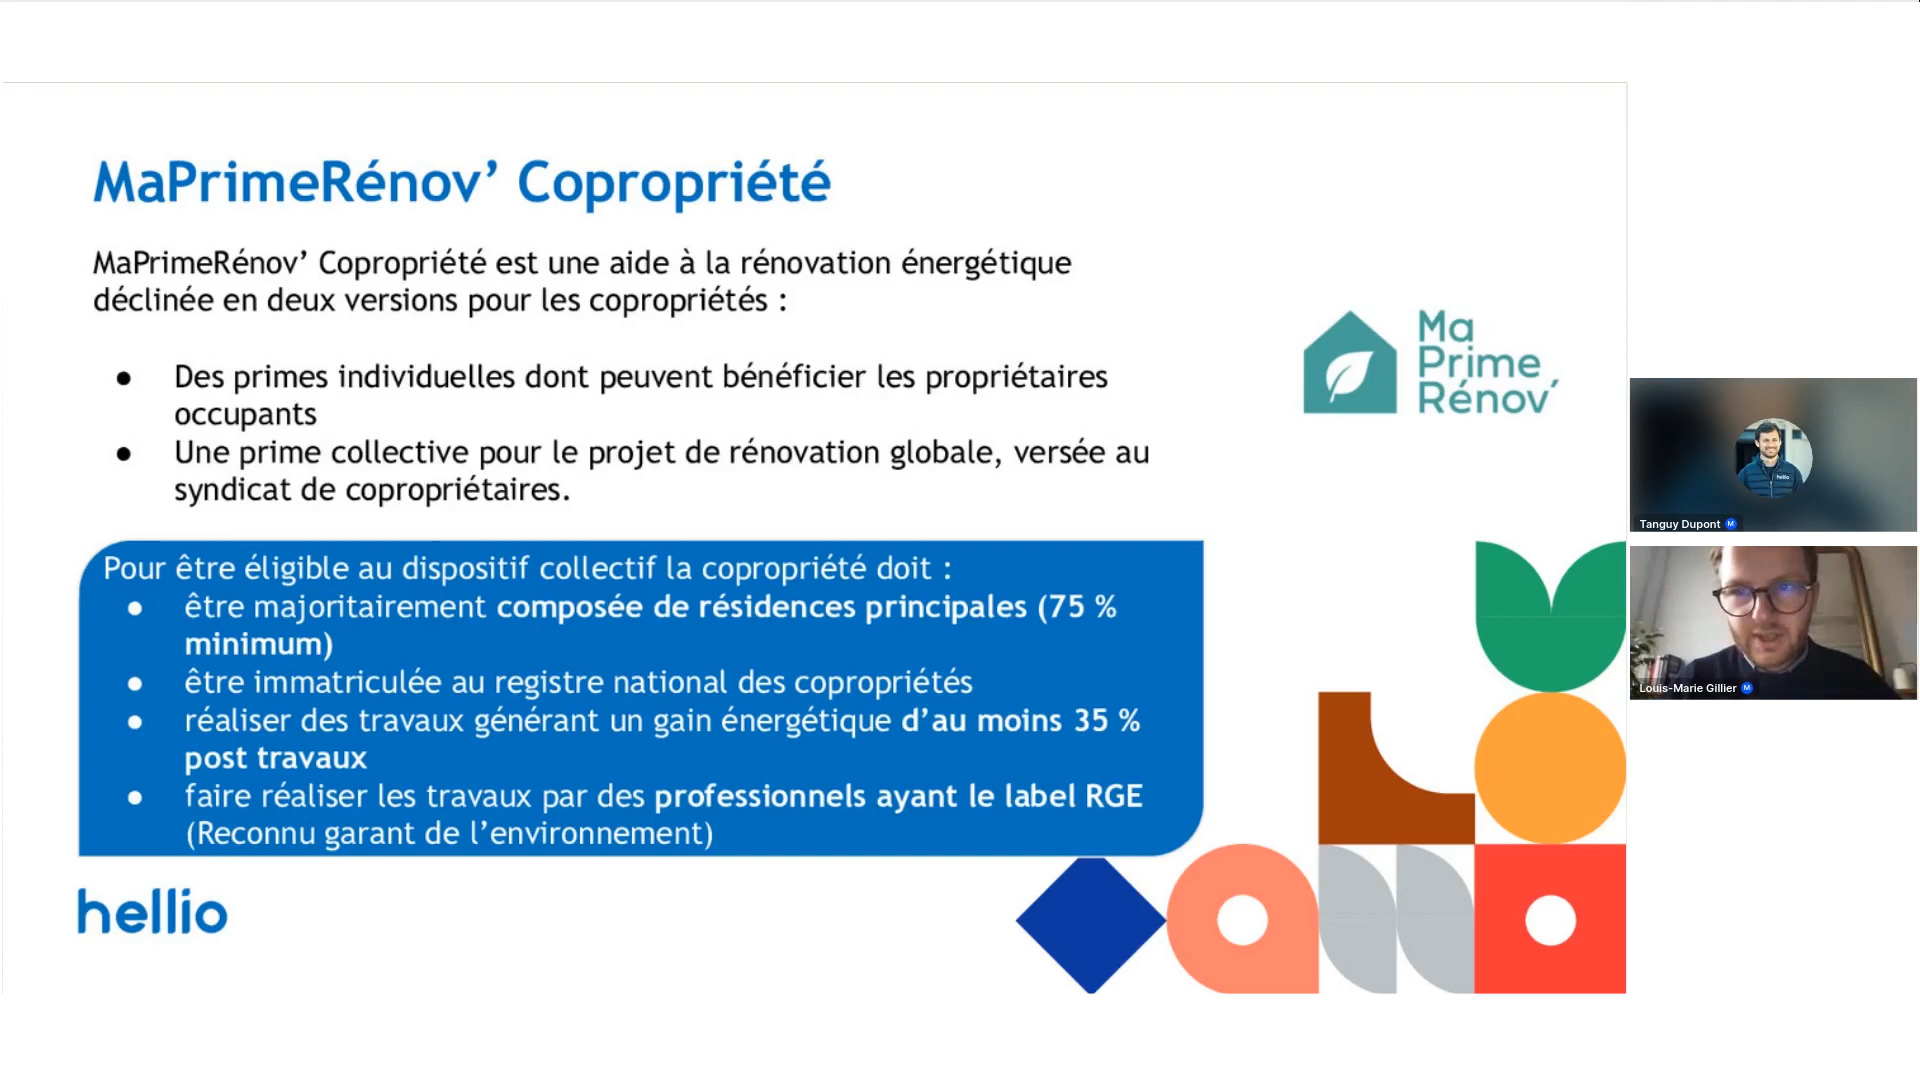 MaPrimeRénov’ Copropriété
MaPrimeRénov’ Copropriété est une aide à la rénovation énergétique
déclinée en deux versions pour les copropriétés :
● Des primes individuelles dont peuvent bénéficier les propriétaires
occupants
● Une prime collective pour le projet de rénovation globale, versée au
syndicat de copropriétaires.
Ma
Prime
Rénov’
Pour être éligible au dispositif collectif la copropriété doit :
● être majoritairement composée de résidences principales (75 %
minimum)
● être immatriculée au registre national des copropriétés
● réaliser des travaux générant un gain énergétique d’au moins 35 %
post travaux
● faire réaliser les travaux par des professionnels ayant le label RGE
(Reconnu garant de l’environnement)
hellio
hellio
Tanguy Dupont M
Louis-Marie Gillier M